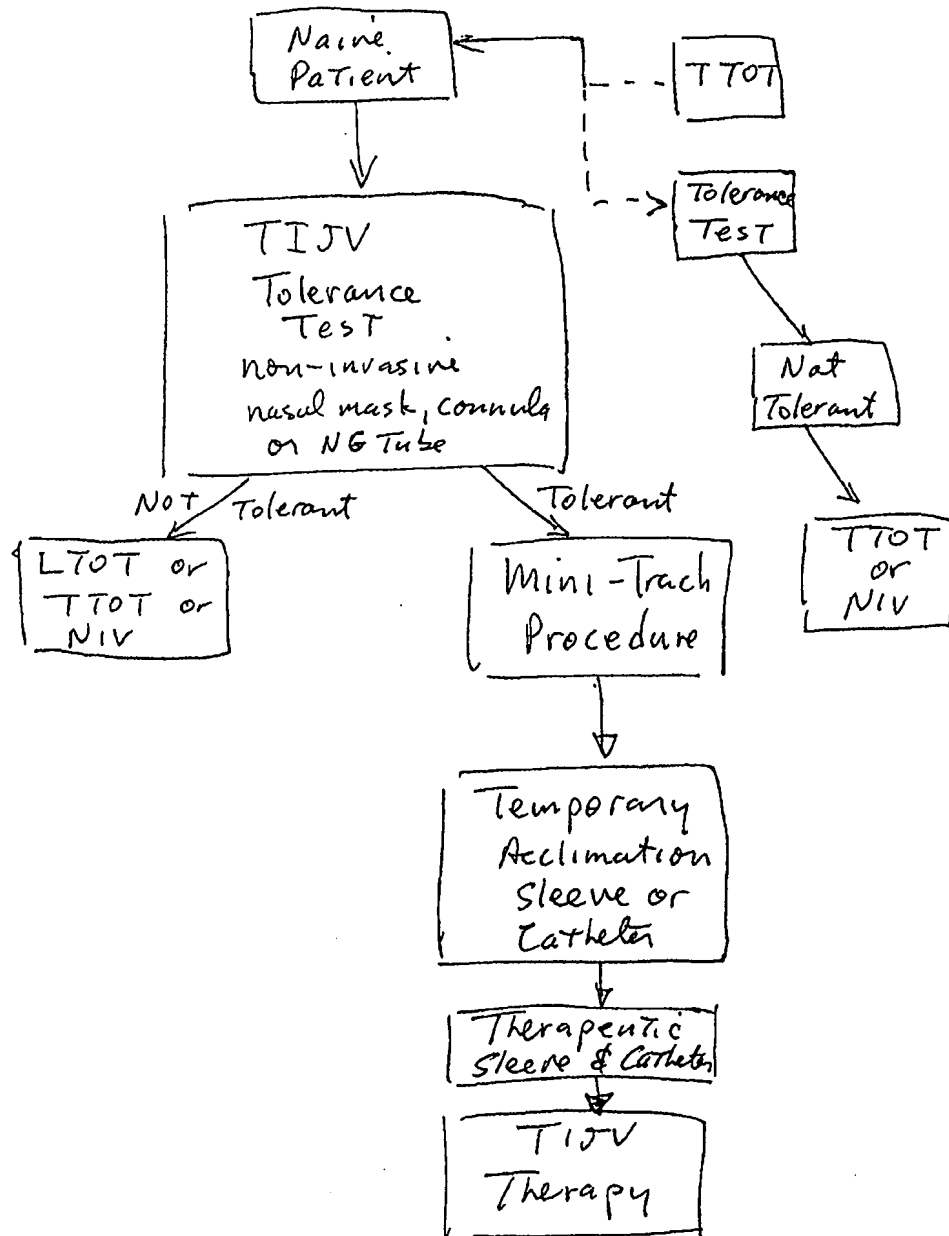 Naive
Patient
TTOT
Tolerance
Test
TIJV
Tolerance
Test
non-invasive
nasal mask, connula
or NG Tube
Not
Tolerant
Not Tolerant
Tolerant
LTOT or
TTOT or
NIV
Mini-Trach
Procedure
TTOT
or
NIV
Temporary
Acclimation
Sleeve or
Catheter
Therapeutic
Sleeve & Catheter
TIJV
Therapy